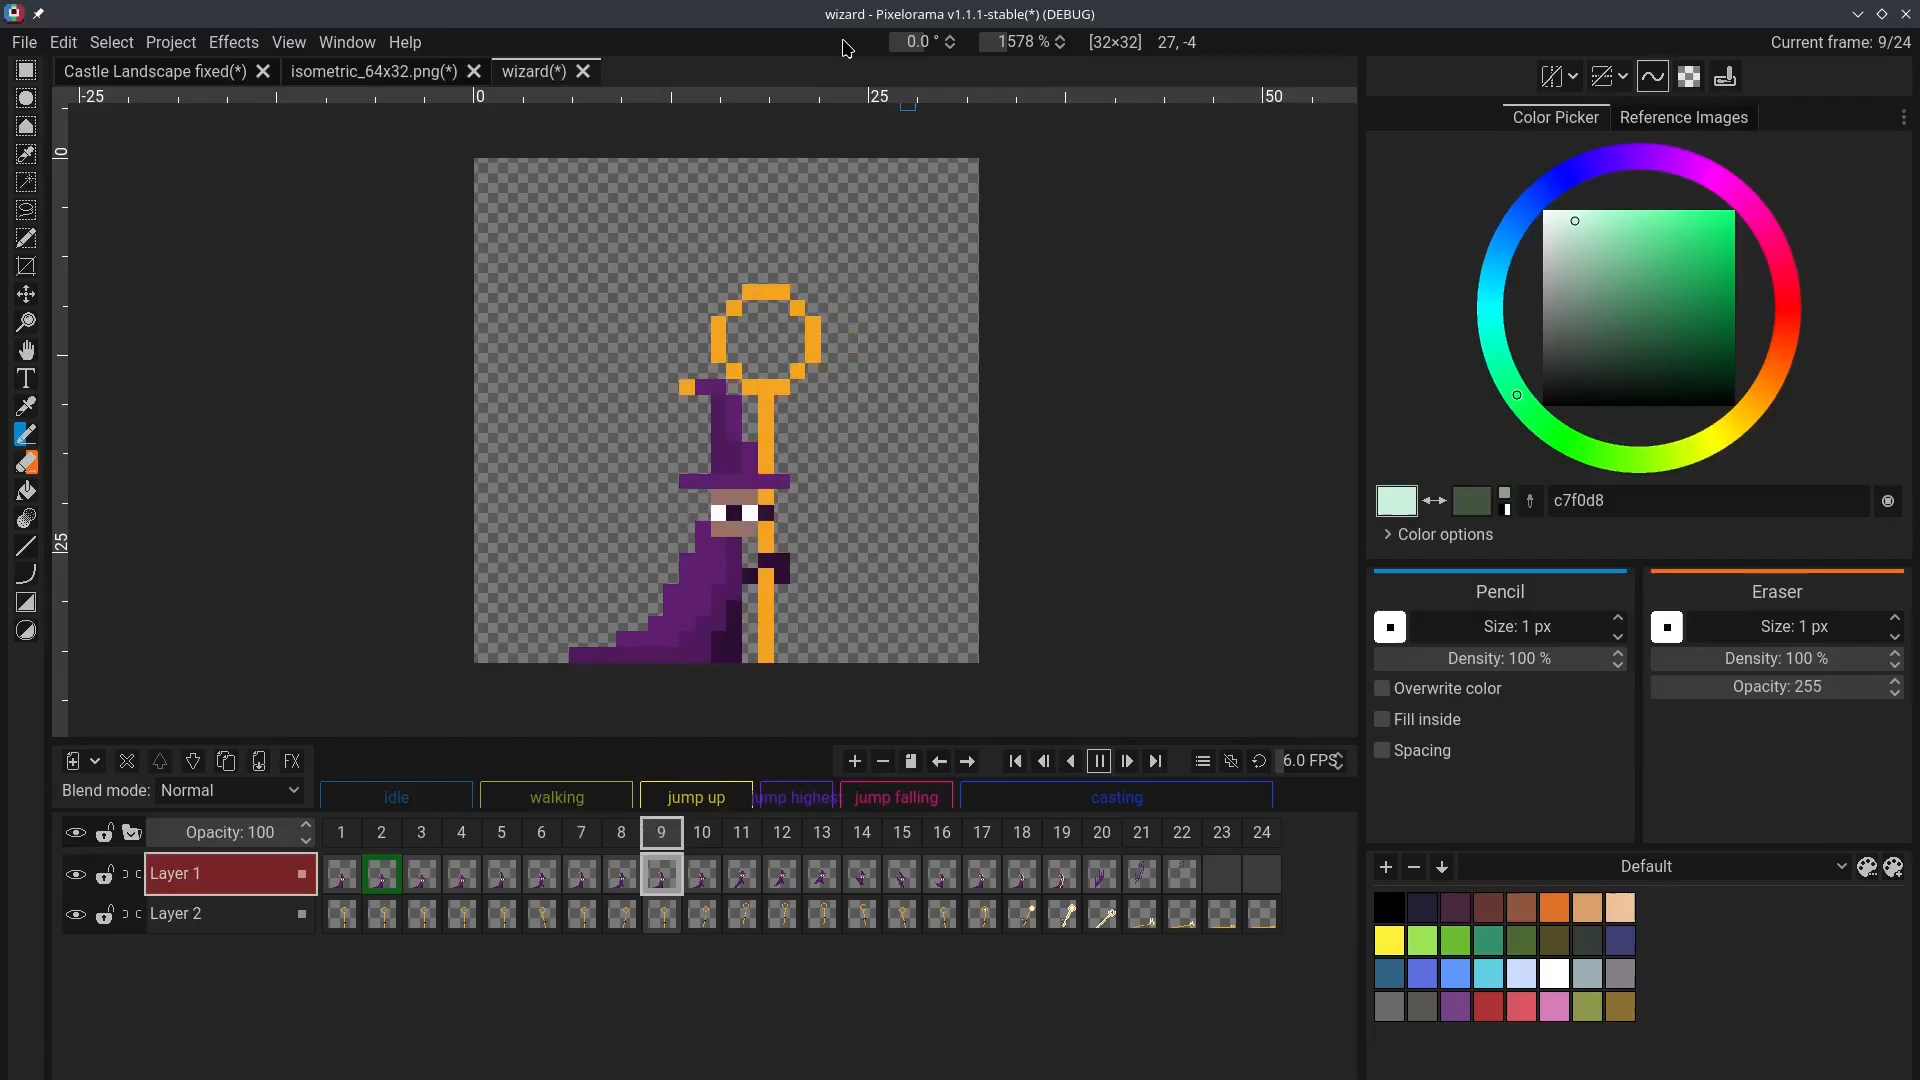 wizard - Pixelorama v1.1.1-stable(*) (DEBUG)
File Edit Select Project Effects View Window Help
0.0 ° 1578 % [32×32] 27, -4
Current frame: 9/24
Castle Landscape fixed(*) isometric_64x32.png(*) wizard(*)
-25 0 25 50
0
25
Color Picker Reference Images
c7f0d8
Color options
Pencil Eraser
Size: 1 px Size: 1 px
Density: 100 % Density: 100 %
Overwrite color Opacity: 255
Fill inside
Spacing
FX
6.0 FPS
Blend mode: Normal
idle walking jump up jump highest jump falling casting
Opacity: 100 1 2 3 4 5 6 7 8 9 10 11 12 13 14 15 16 17 18 19 20 21 22 23 24
Layer 1
Layer 2
Default